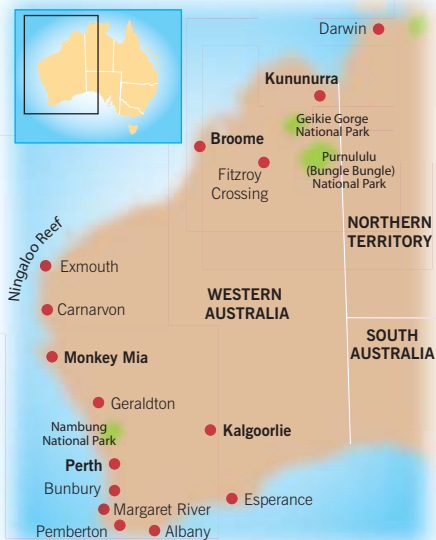 Darwin
Kununurra
Geikie Gorge
National Park
Broome
Purnululu
(Bungle Bungle)
National Park
Fitzroy
Crossing
NORTHERN
TERRITORY
Ningaloo Reef
Exmouth
WESTERN
AUSTRALIA
Carnarvon
SOUTH
AUSTRALIA
Monkey Mia
Geraldton
Nambung
National Park
Kalgoorlie
Perth
Bunbury
Esperance
Margaret River
Pemberton
Albany